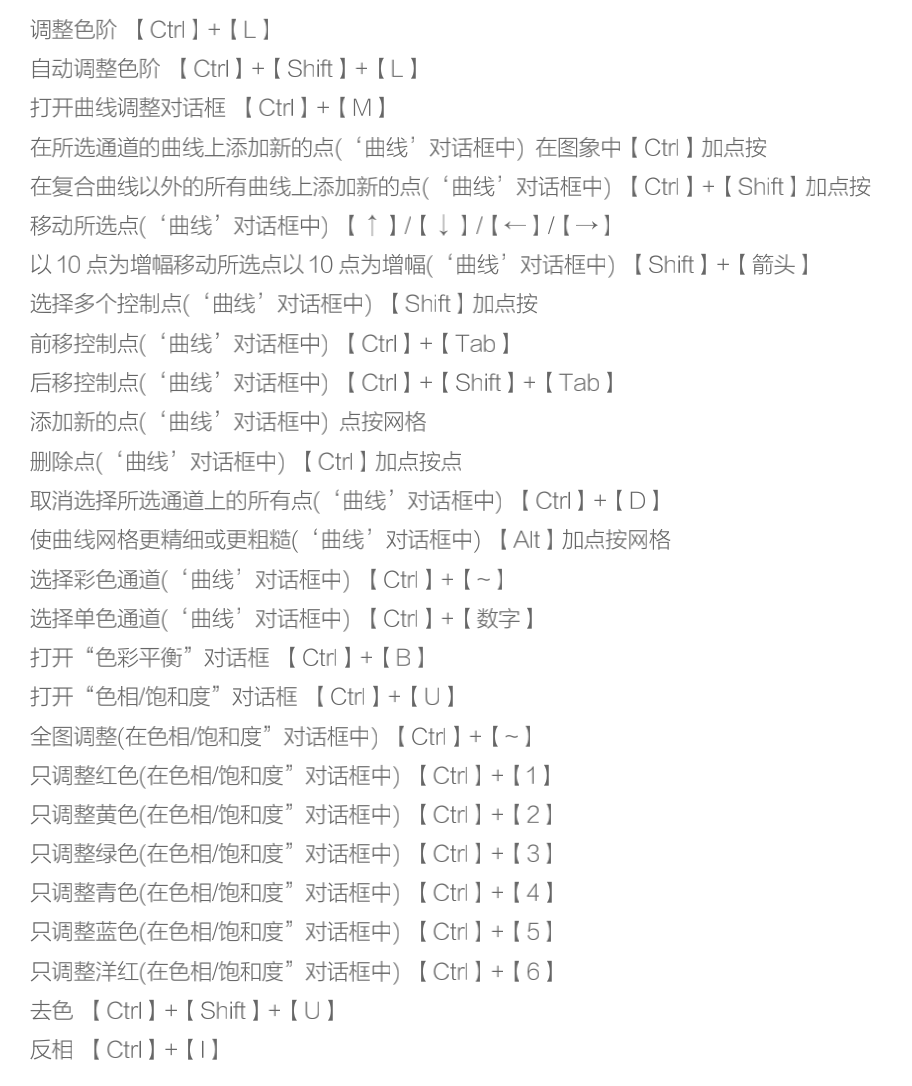 调整色阶 【Ctrl】+【L】
自动调整色阶 【Ctrl】+【Shift】+【L】
打开曲线调整对话框 【Ctrl】+【M】
在所选通道的曲线上添加新的点(‘曲线’对话框中) 在图象中【Ctrl】加点按
在复合曲线以外的所有曲线上添加新的点(‘曲线’对话框中) 【Ctrl】+【Shift】加点按
移动所选点(‘曲线’对话框中) 【↑】/【↓】/【←】/【→】
以10点为增幅移动所选点以10点为增幅(‘曲线’对话框中) 【Shift】+【箭头】
选择多个控制点(‘曲线’对话框中) 【Shift】加点按
前移控制点(‘曲线’对话框中) 【Ctrl】+【Tab】
后移控制点(‘曲线’对话框中) 【Ctrl】+【Shift】+【Tab】
添加新的点(‘曲线’对话框中) 点按网格
删除点(‘曲线’对话框中) 【Ctrl】加点按点
取消选择所选通道上的所有点(‘曲线’对话框中) 【Ctrl】+【D】
使曲线网格更精细或更粗糙(‘曲线’对话框中) 【Alt】加点按网格
选择彩色通道(‘曲线’对话框中) 【Ctrl】+【~】
选择单色通道(‘曲线’对话框中) 【Ctrl】+【数字】
打开“色彩平衡”对话框 【Ctrl】+【B】
打开“色相/饱和度”对话框 【Ctrl】+【U】
全图调整(在色相/饱和度”对话框中) 【Ctrl】+【~】
只调整红色(在色相/饱和度”对话框中) 【Ctrl】+【1】
只调整黄色(在色相/饱和度”对话框中) 【Ctrl】+【2】
只调整绿色(在色相/饱和度”对话框中) 【Ctrl】+【3】
只调整青色(在色相/饱和度”对话框中) 【Ctrl】+【4】
只调整蓝色(在色相/饱和度”对话框中) 【Ctrl】+【5】
只调整洋红(在色相/饱和度”对话框中) 【Ctrl】+【6】
去色 【Ctrl】+【Shift】+【U】
反相 【Ctrl】+【I】